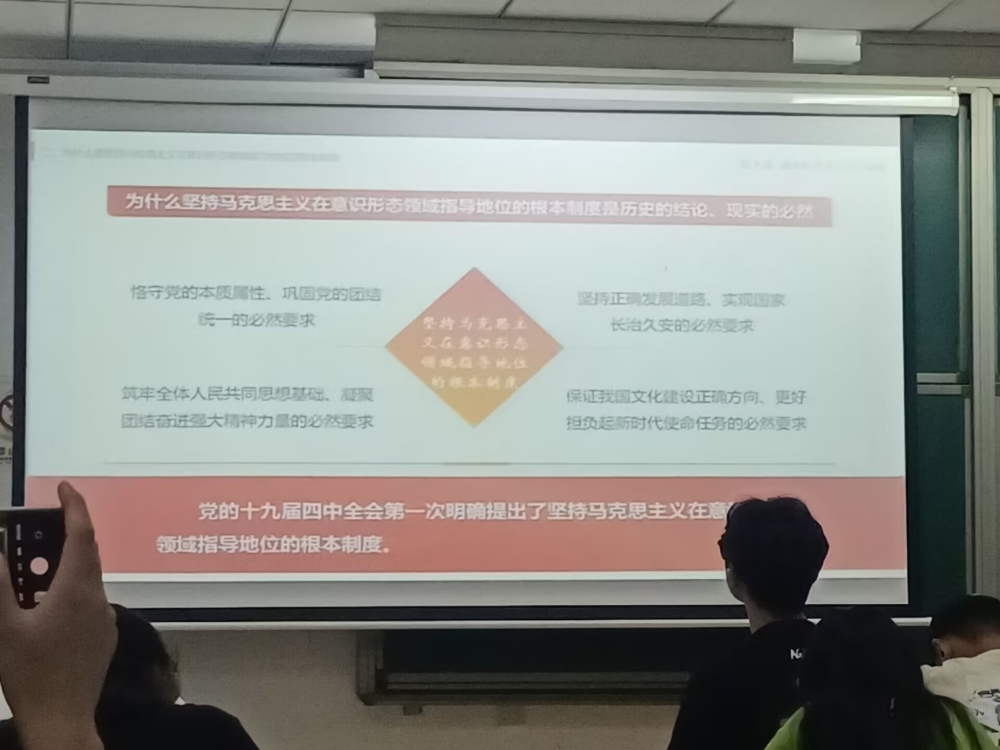 为什么坚持马克思主义在意识形态领域指导地位的根本制度是历史的结论、现实的必然
恪守党的本质属性、巩固党的团结
统一的必然要求
坚持正确发展道路、实现国家
长治久安的必然要求
坚持马克思主
义在意识形态
领域指导地位
的根本制度
筑牢全体人民共同思想基础、凝聚
团结奋进强大精神力量的必然要求
保证我国文化建设正确方向、更好
担负起新时代使命任务的必然要求
党的十九届四中全会第一次明确提出了坚持马克思主义在意
领域指导地位的根本制度。